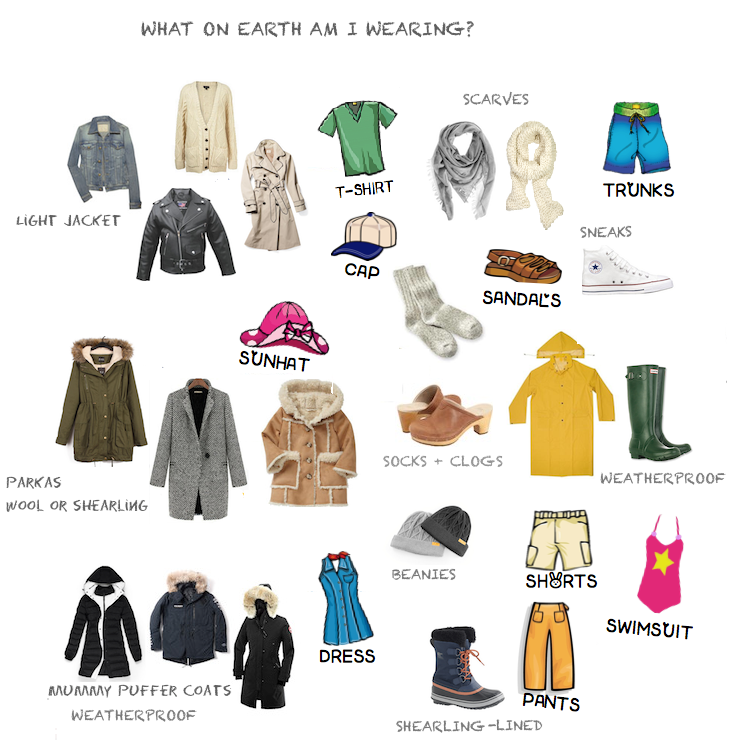 WHAT ON EARTH AM I WEARING?
SCARVES
T-SHIRT
TRUNKS
LIGHT JACKET
SNEAKS
CAP
SANDALS
SUNHAT
SOCKS + CLOGS
WEATHERPROOF
PARKAS
WOOL OR SHEARLING
BEANIES
SHORTS
SWIMSUIT
DRESS
MUMMY PUFFER COATS
WEATHERPROOF
PANTS
SHEARLING-LINED